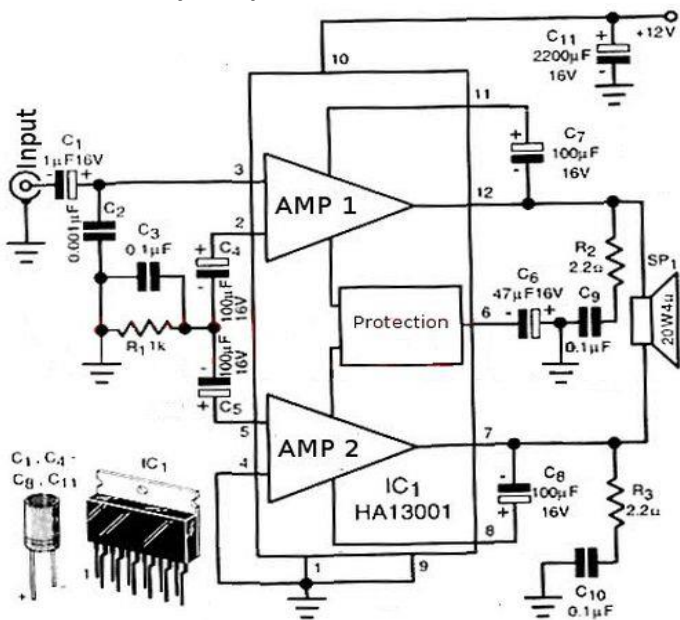 +12V
C11
2200µF
16V
+
-
10
11
Input
C1
1µF16V
- +
3
C2
0.001µF
C3
0.1µF
2
AMP 1
12
C7
100µF
16V
+
-
C4
100µF
16V
+
-
R1 1k
R2
2.2Ω
SP1
20W4u
C6
47µF16V
- +
6
C9
0.1µF
Protection
100µF
16V
C5
-
+
5
4
AMP 2
7
C8
100µF
16V
-
+
8
IC1
HA13001
R3
2.2Ω
C10
0.1µF
1
9
C1, C4 -
C8, C11
+
-
IC1
1